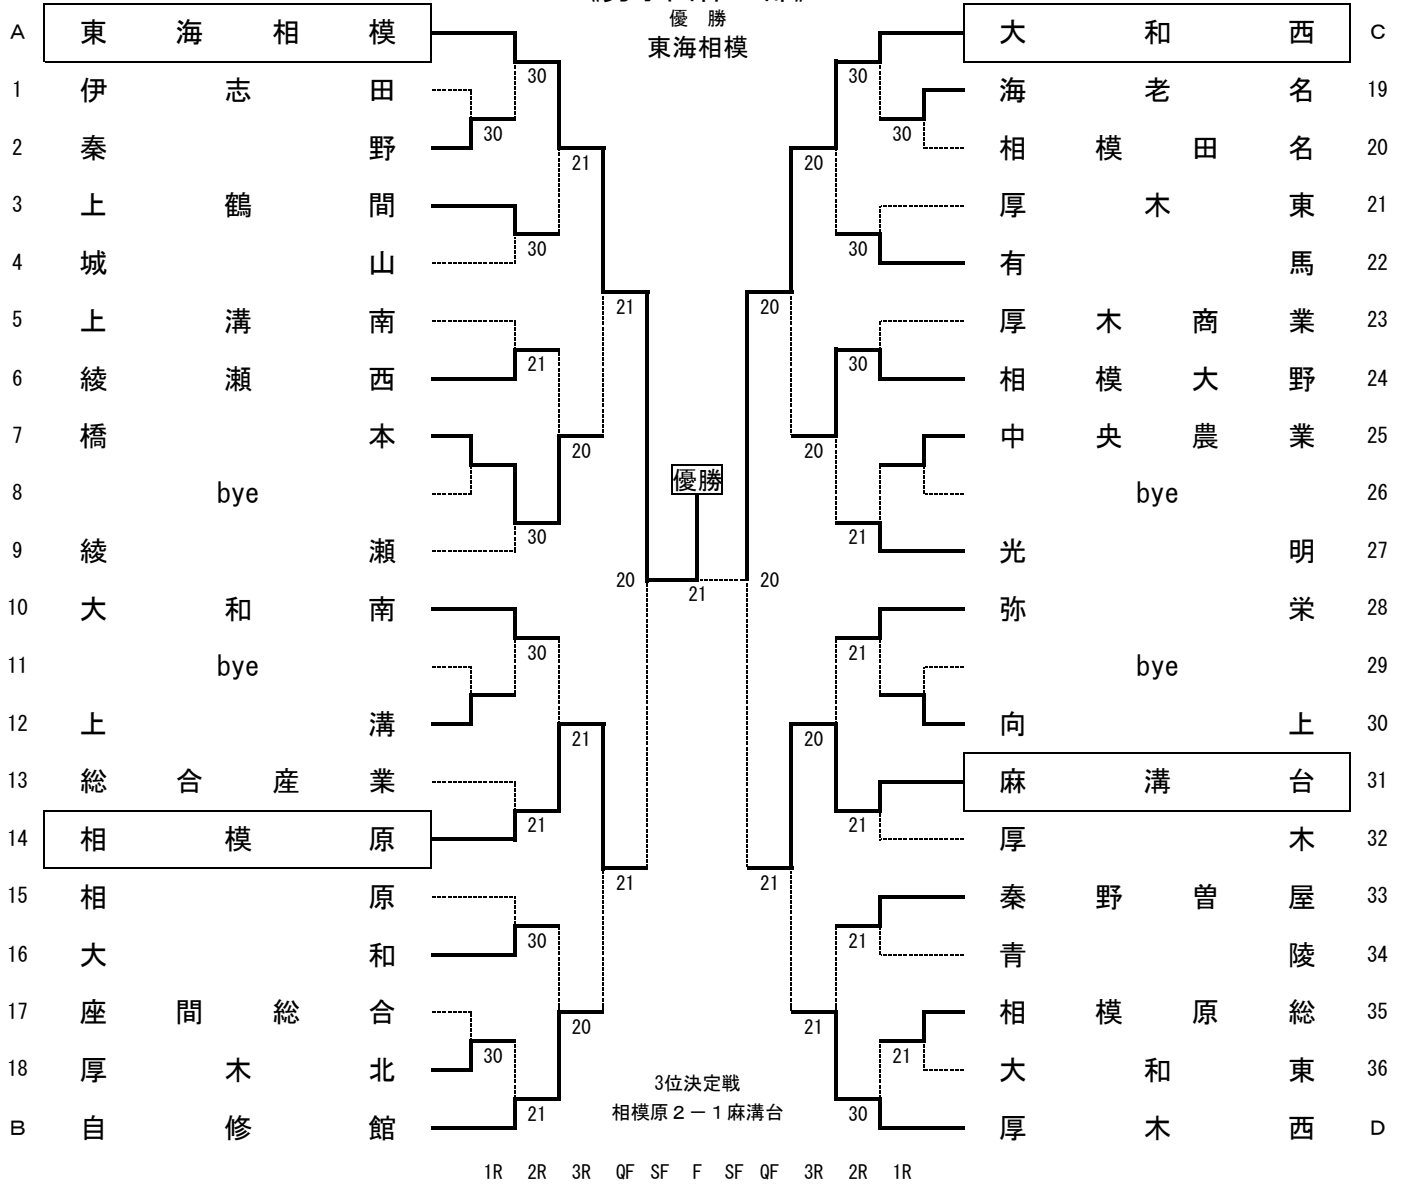 優 勝
東海相模
A 東海相模
1 伊志田
2 秦野
3 上鶴間
4 城山
5 上溝南
6 綾瀬西
7 橋本
8 bye
9 綾瀬
10 大和南
11 bye
12 上溝
13 総合産業
14 相模原
15 相原
16 大和
17 座間総合
18 厚木北
B 自修館
30
30
21
30
21
21
20
30
20
30
21
21
21
30
20
30
21
優勝
21
大和西 C
海老名 19
相模田名 20
厚木東 21
有馬 22
厚木商業 23
相模大野 24
中央農業 25
bye 26
光明 27
弥栄 28
bye 29
向上 30
麻溝台 31
厚木 32
秦野曽屋 33
青陵 34
相模原総 35
大和東 36
厚木西 D
30
30
20
30
20
30
20
21
20
21
20
21
21
21
21
21
30
3位決定戦
相模原2－1麻溝台
1R 2R 3R QF SF F SF QF 3R 2R 1R